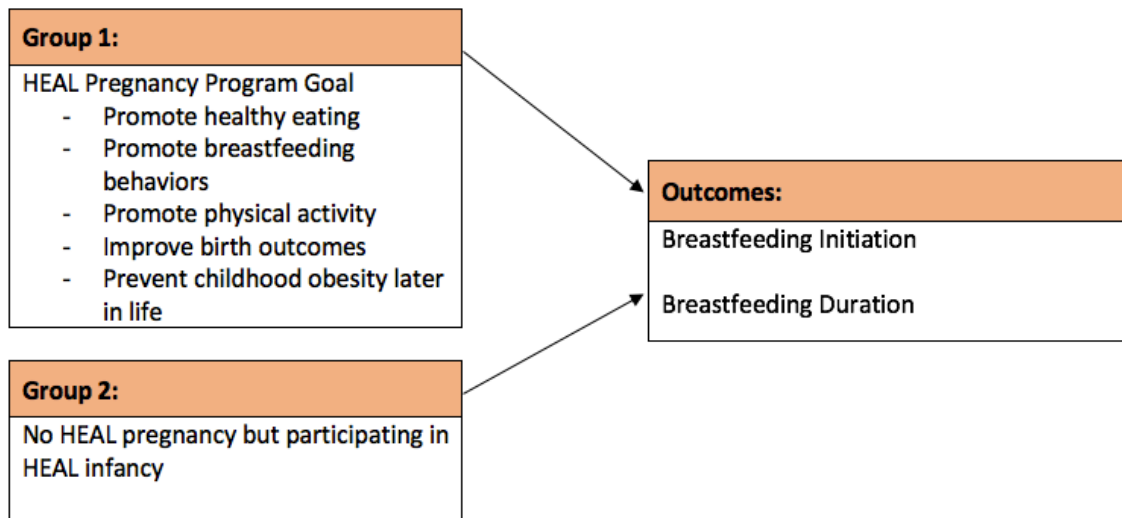 Group 1:
HEAL Pregnancy Program Goal
- Promote healthy eating
- Promote breastfeeding
behaviors
- Promote physical activity
- Improve birth outcomes
- Prevent childhood obesity later
in life
Group 2:
No HEAL pregnancy but participating in
HEAL infancy
Outcomes:
Breastfeeding Initiation
Breastfeeding Duration